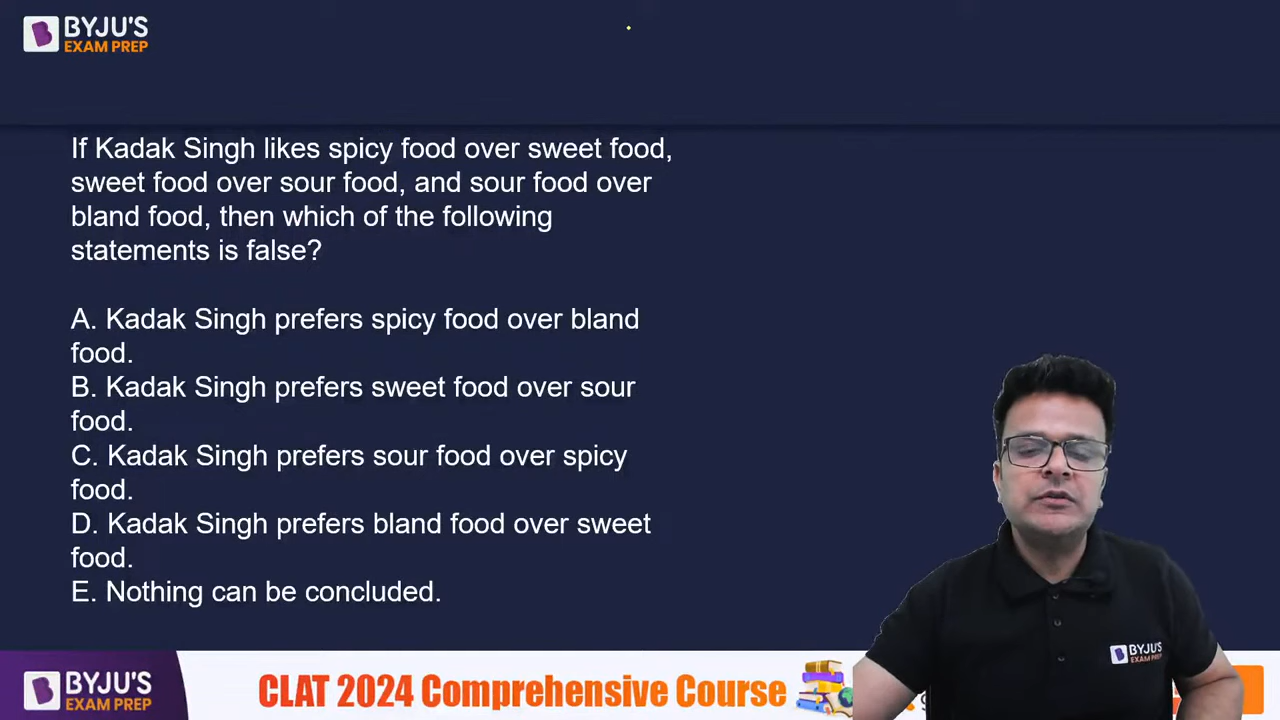 BYJU'S
EXAM PREP
If Kadak Singh likes spicy food over sweet food,
sweet food over sour food, and sour food over
bland food, then which of the following
statements is false?
A. Kadak Singh prefers spicy food over bland
food.
B. Kadak Singh prefers sweet food over sour
food.
C. Kadak Singh prefers sour food over spicy
food.
D. Kadak Singh prefers bland food over sweet
food.
E. Nothing can be concluded.
BYJU'S
EXAM PREP
BYJU'S
EXAM PREP
CLAT 2024 Comprehensive Course